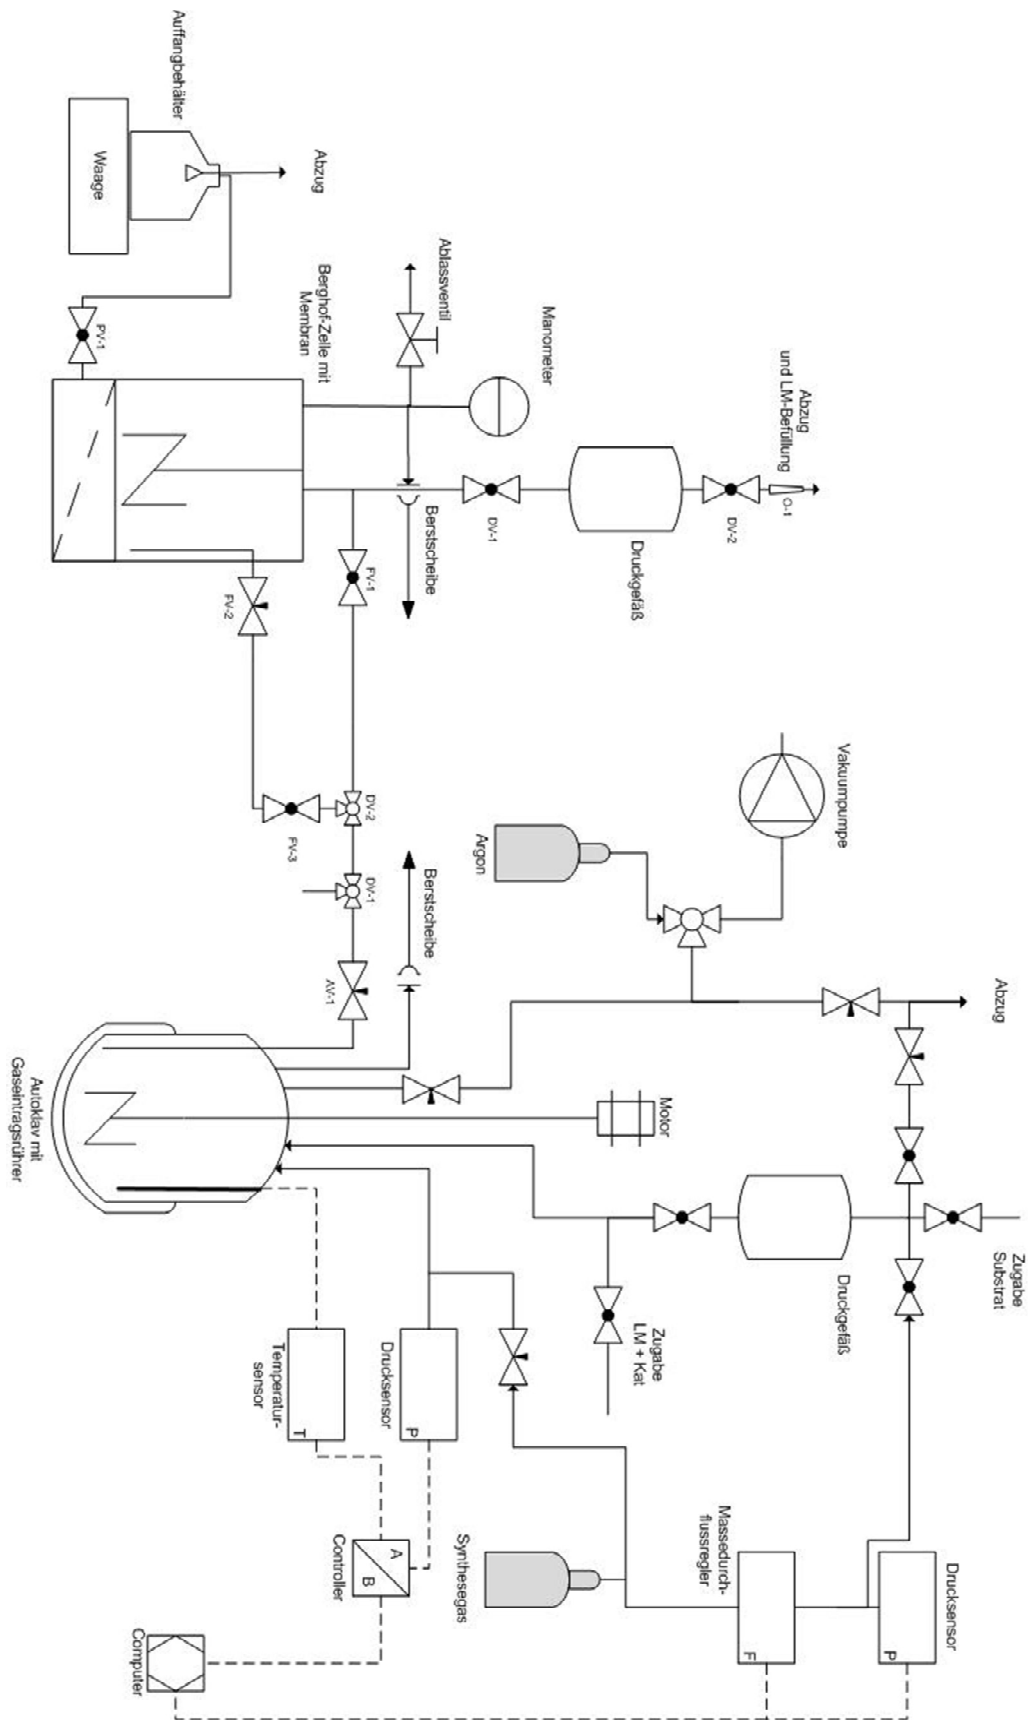 Zugabe
Substrat
Abzug
Drucksensor
P
Vakuumpumpe
Druckgefäß
Abzug
und LM-Befüllung
O-1
DV-2
Massedurch-
flussregler
F
Motor
Zugabe
LM + Kat
Druckgefäß
Manometer
DV-1
Argon
Synthesegas
Ablassventil
Berstscheibe
Berstscheibe
Drucksensor
P
FV-1
DV-2
DV-1
AV-1
Controller
A
B
Abzug
Berghof-Zelle mit
Membran
FV-3
Temperatur-
sensor
T
FV-2
Auffangbehälter
Waage
PV-1
Autoklav mit
Gaseintragsrührer
Computer